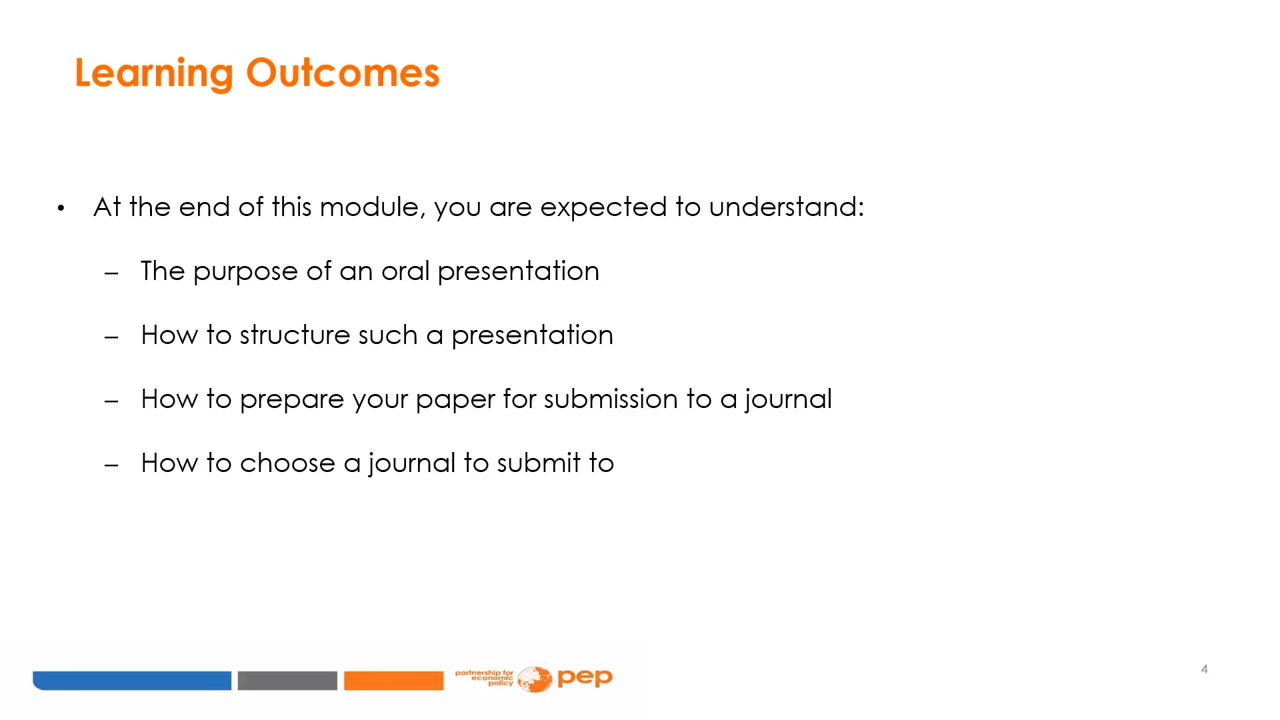 Learning Outcomes
• At the end of this module, you are expected to understand:
– The purpose of an oral presentation
– How to structure such a presentation
– How to prepare your paper for submission to a journal
– How to choose a journal to submit to
partnership for
economic
policy
pep
4